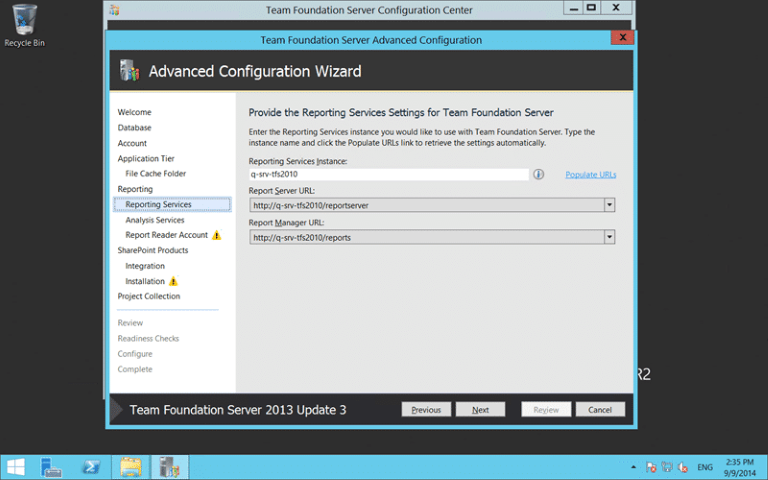 Team Foundation Server Configuration Center
Recycle Bin
Team Foundation Server Advanced Configuration
Advanced Configuration Wizard
Welcome
Database
Account
Application Tier
File Cache Folder
Reporting
Reporting Services
Analysis Services
Report Reader Account
SharePoint Products
Integration
Installation
Project Collection
Review
Readiness Checks
Configure
Complete
Provide the Reporting Services Settings for Team Foundation Server
Enter the Reporting Services instance you would like to use with Team Foundation Server. Type the
instance name and click the Populate URLs link to retrieve the settings automatically.
Reporting Services Instance:
q-srv-tfs2010
Populate URLs
Report Server URL:
http://q-srv-tfs2010/reportserver
Report Manager URL:
http://q-srv-tfs2010/reports
R2
Team Foundation Server 2013 Update 3
Previous
Next
Review
Cancel
ENG
2:35 PM
9/9/2014